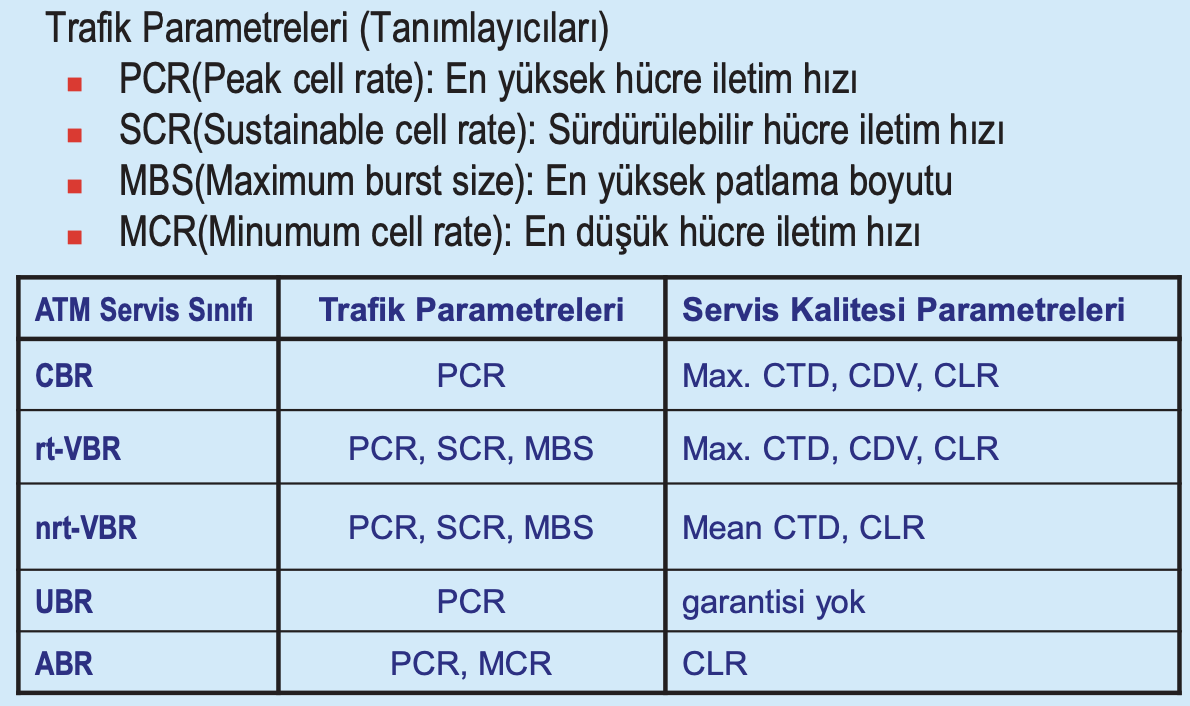 Trafik Parametreleri (Tanımlayıcıları)
PCR(Peak cell rate): En yüksek hücre iletim hızı
SCR(Sustainable cell rate): Sürdürülebilir hücre iletim hızı
MBS(Maximum burst size): En yüksek patlama boyutu
MCR(Minumum cell rate): En düşük hücre iletim hızı
ATM Servis Sınıfı Trafik Parametreleri Servis Kalitesi Parametreleri
CBR PCR Max. CTD, CDV, CLR
rt-VBR PCR, SCR, MBS Max. CTD, CDV, CLR
nrt-VBR PCR, SCR, MBS Mean CTD, CLR
UBR PCR garantisi yok
ABR PCR, MCR CLR